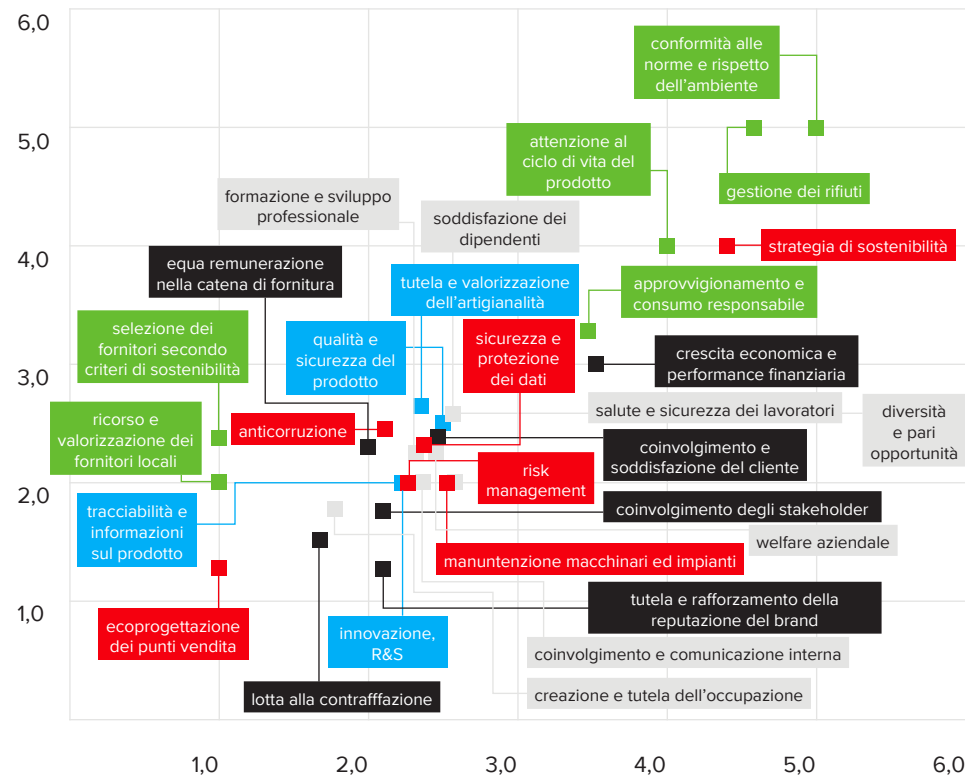 6,0
conformità alle
norme e rispetto
dell'ambiente
5,0
attenzione al
ciclo di vita del
prodotto
gestione dei rifiuti
formazione e sviluppo
professionale
soddisfazione dei
dipendenti
4,0
strategia di sostenibilità
equa remunerazione
nella catena di fornitura
tutela e valorizzazione
dell'artigianalità
approvvigionamento e
consumo responsabile
selezione dei
fornitori secondo
criteri di sostenibilità
qualità e
sicurezza del
prodotto
sicurezza e
protezione
dei dati
crescita economica e
performance finanziaria
3,0
ricorso e
valorizzazione dei
fornitori locali
anticorruzione
salute e sicurezza dei lavoratori
diversità
e pari
opportunità
coinvolgimento e
soddisfazione del cliente
risk
management
2,0
tracciabilità e
informazioni
sul prodotto
coinvolgimento degli stakeholder
welfare aziendale
manuntenzione macchinari ed impianti
1,0
ecoprogettazione
dei punti vendita
innovazione,
R&S
tutela e rafforzamento della
reputazione del brand
coinvolgimento e comunicazione interna
lotta alla contrafffazione
creazione e tutela dell'occupazione
1,0 2,0 3,0 4,0 5,0 6,0